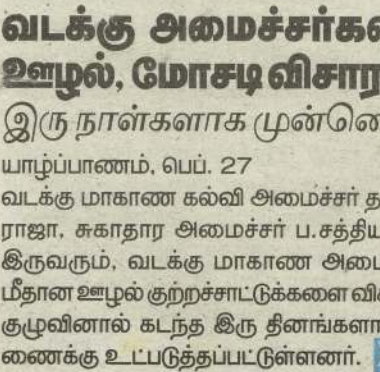 வடக்கு அமைச்சர்கள
ஊழல், மோசடி விசார
இரு நாள்களாக முன்னெ
யாழ்ப்பாணம், பெப். 27
வடக்கு மாகாண கல்வி அமைச்சர் த
ராஜா, சுகாதார அமைச்சர் ப.சத்திய
இருவரும், வடக்கு மாகாண அமை
மீதான ஊழல் குற்றச்சாட்டுக்களை வி
குழுவினால் கடந்த இரு தினங்களா
ணைக்கு உட்படுத்தப்பட்டுள்ளனர்.